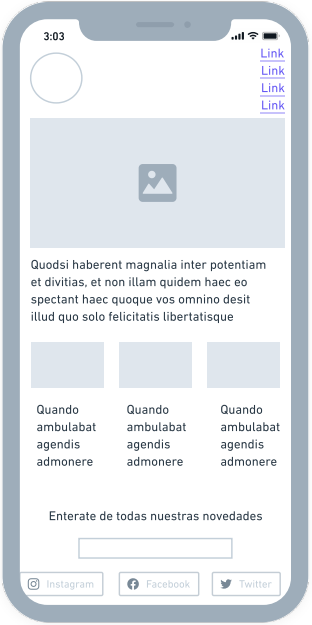 3:03
Link
Link
Link
Link
Quodsi haberent magnalia inter potentiam
et divitias, et non illam quidem haec eo
spectant haec quoque vos omnino desit
illud quo solo felicitatis libertatisque
Quando
ambulabat
agendis
admonere
Quando
ambulabat
agendis
admonere
Quando
ambulabat
agendis
admonere
Enterate de todas nuestras novedades
Instagram
Facebook
Twitter